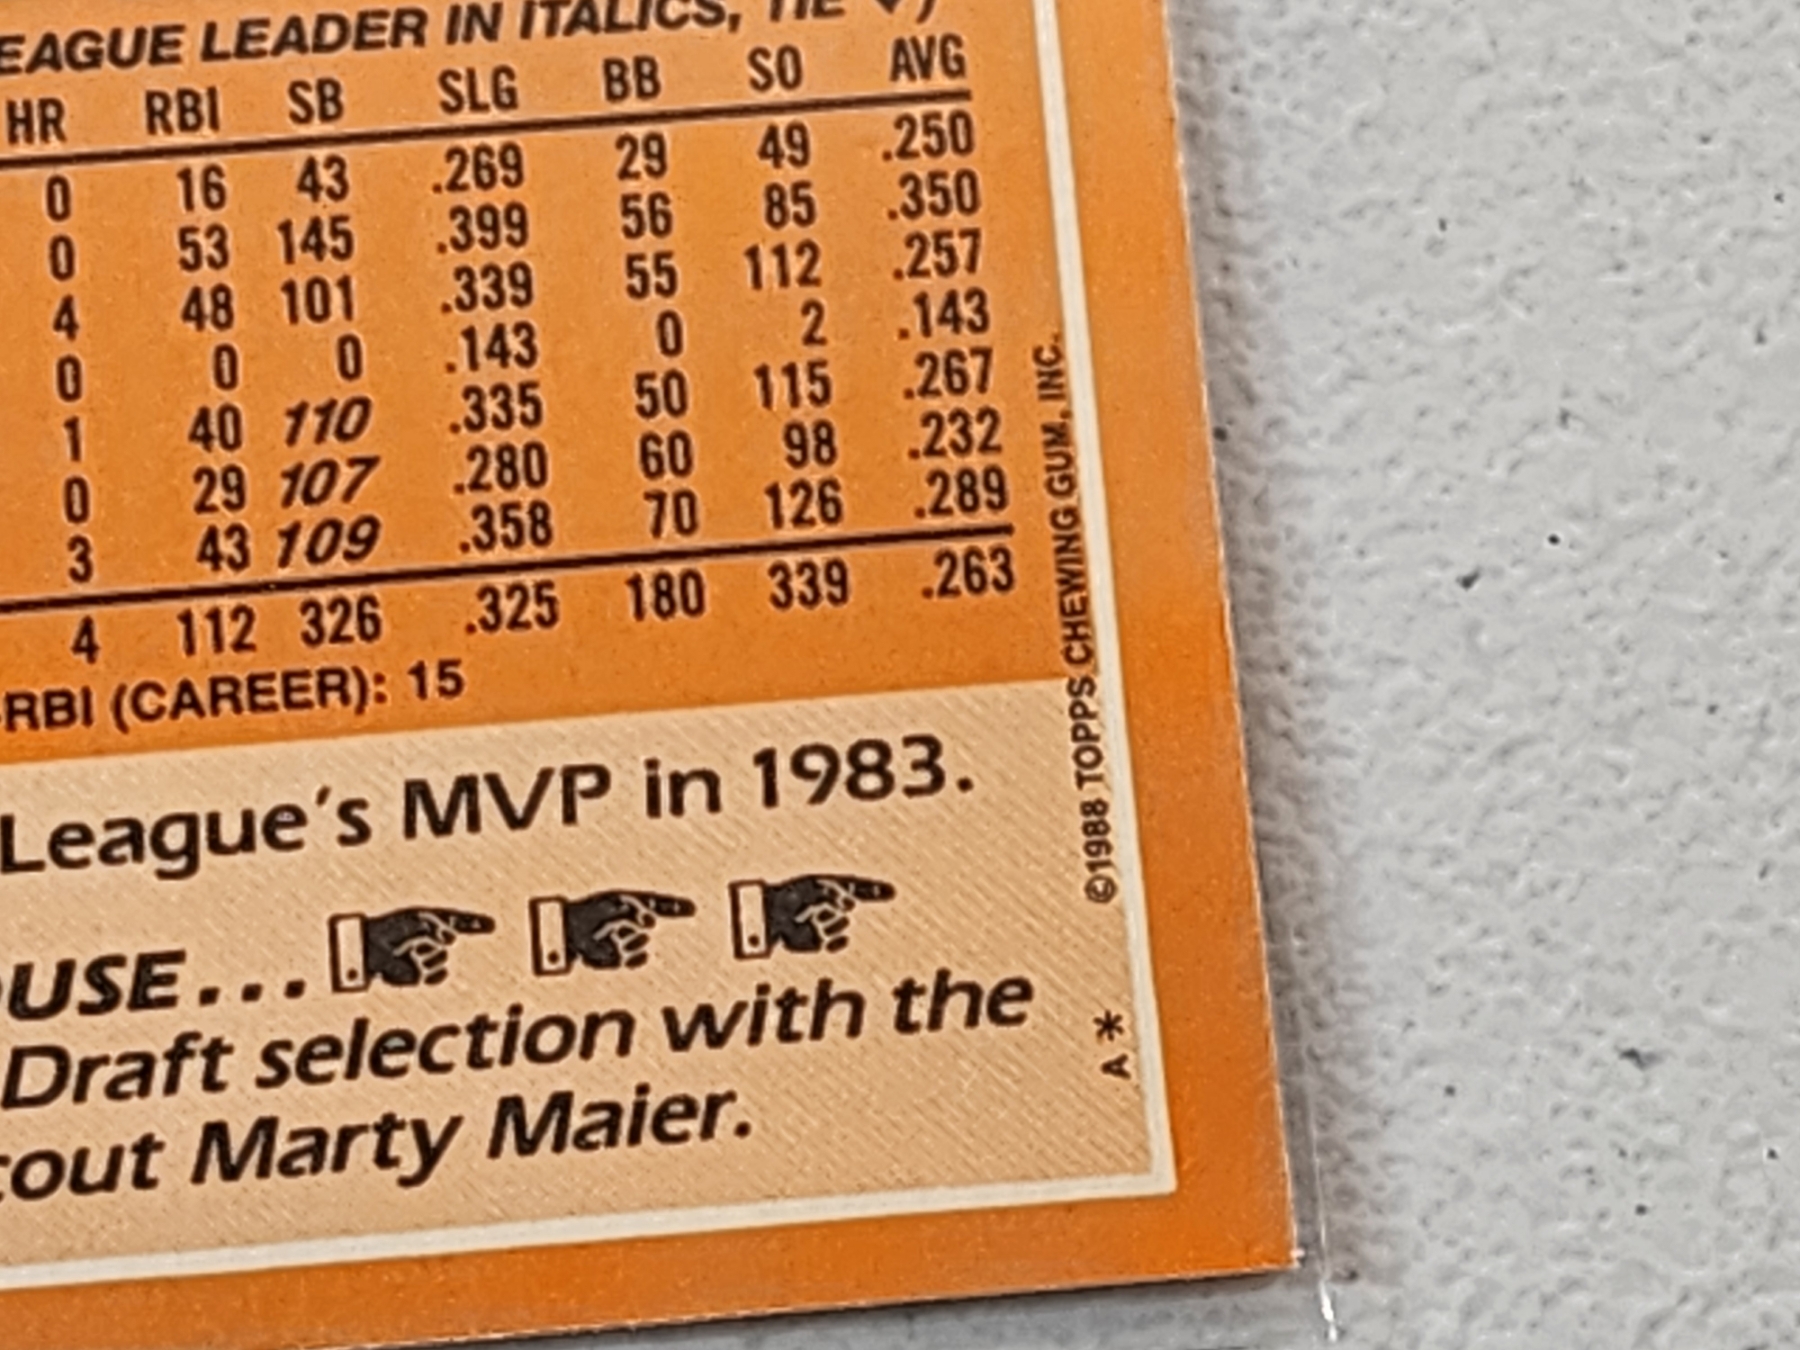 EAGUE LEADER IN ITALICS, TIE ♦)
HR RBI SB SLG BB SO AVG
0 16 43 .269 29 49 .250
0 53 145 .399 56 85 .350
4 48 101 .339 55 112 .257
0 0 0 .143 0 2 .143
1 40 110 .335 50 115 .267
0 29 107 .280 60 98 .232
3 43 109 .358 70 126 .289
4 112 326 .325 180 339 .263
-RBI (CAREER): 15
League's MVP in 1983.
OUSE...
Draft selection with the
cout Marty Maier.
©1988 TOPPS CHEWING GUM, INC.
A*